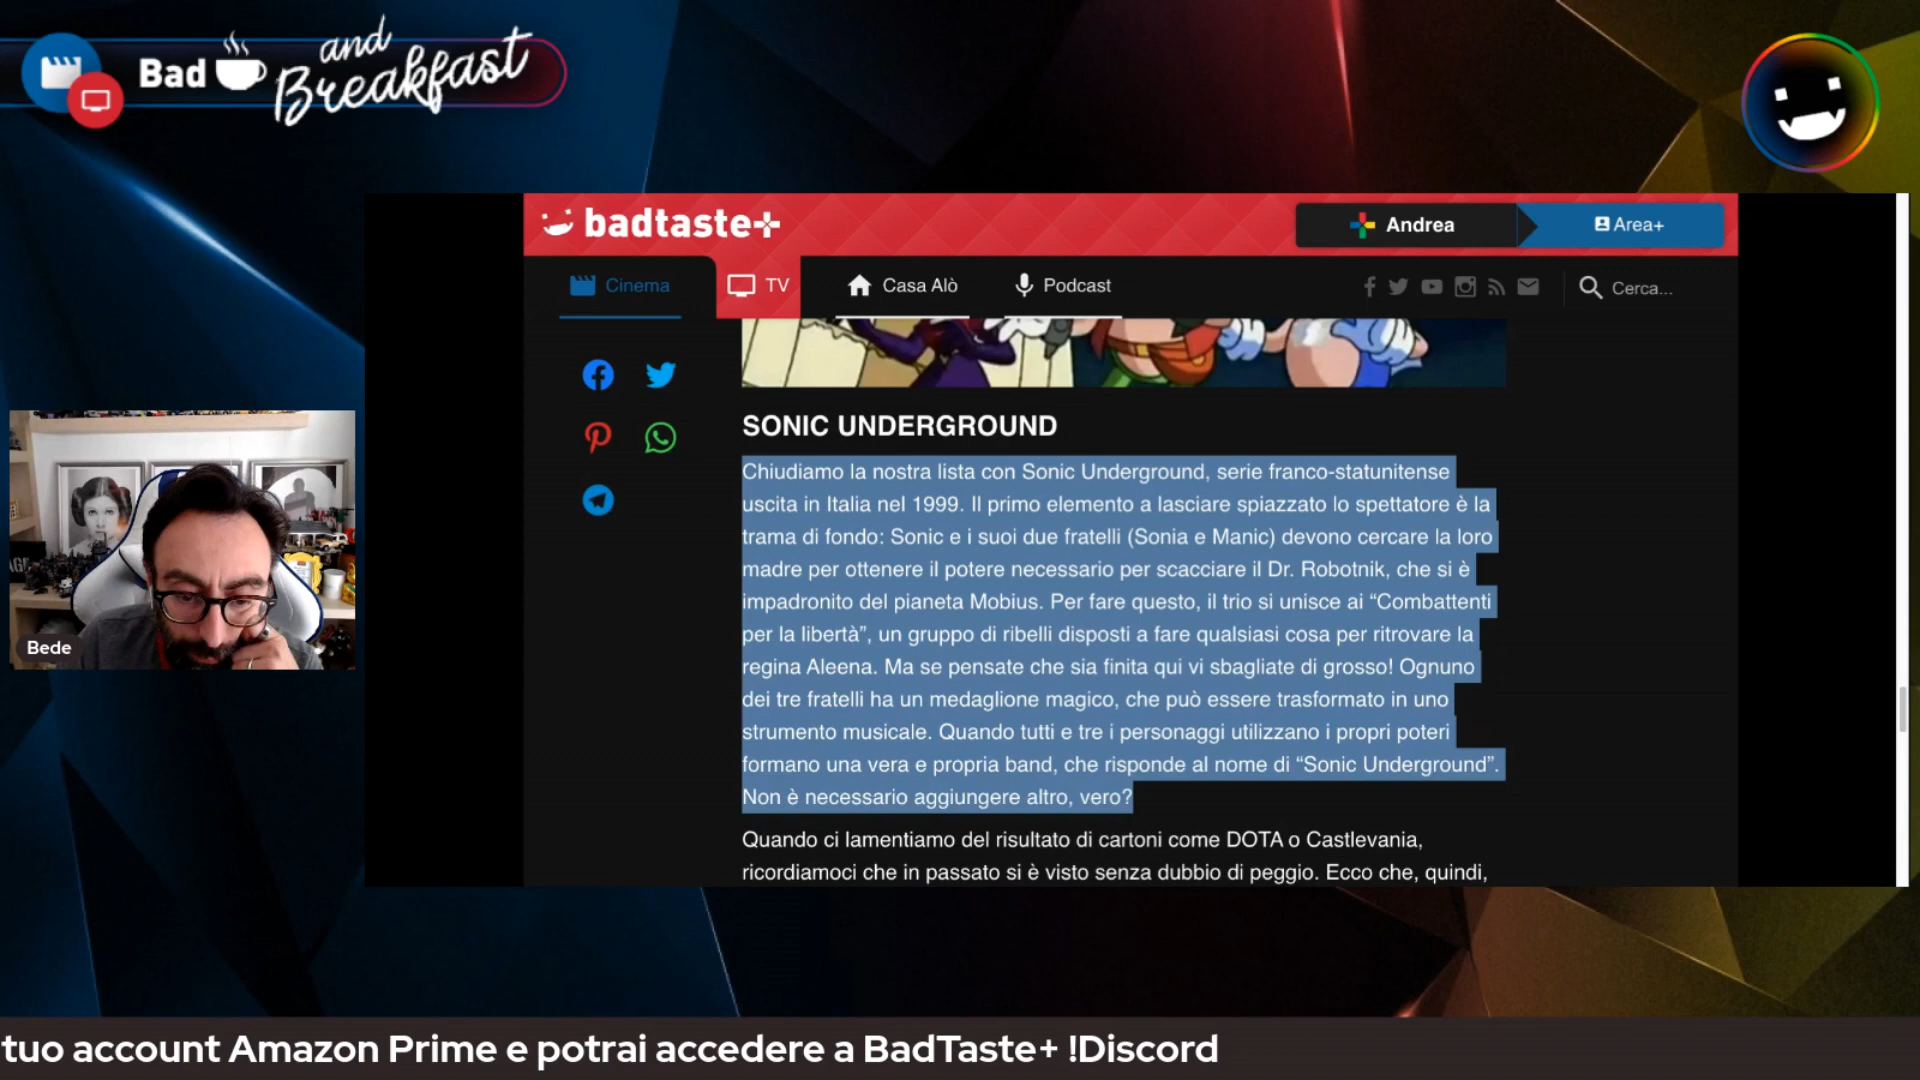 Bad and Breakfast
badtaste+
Andrea
Area+
Cinema
TV
Casa Alò
Podcast
Cerca...
SONIC UNDERGROUND
Chiudiamo la nostra lista con Sonic Underground, serie franco-statunitense
uscita in Italia nel 1999. Il primo elemento a lasciare spiazzato lo spettatore è la
trama di fondo: Sonic e i suoi due fratelli (Sonia e Manic) devono cercare la loro
madre per ottenere il potere necessario per scacciare il Dr. Robotnik, che si è
impadronito del pianeta Mobius. Per fare questo, il trio si unisce ai “Combattenti
per la libertà”, un gruppo di ribelli disposti a fare qualsiasi cosa per ritrovare la
regina Aleena. Ma se pensate che sia finita qui vi sbagliate di grosso! Ognuno
dei tre fratelli ha un medaglione magico, che può essere trasformato in uno
strumento musicale. Quando tutti e tre i personaggi utilizzano i propri poteri
formano una vera e propria band, che risponde al nome di “Sonic Underground”.
Non è necessario aggiungere altro, vero?
Quando ci lamentiamo del risultato di cartoni come DOTA o Castlevania,
ricordiamoci che in passato si è visto senza dubbio di peggio. Ecco che, quindi,
Bede
tuo account Amazon Prime e potrai accedere a BadTaste+ !Discord